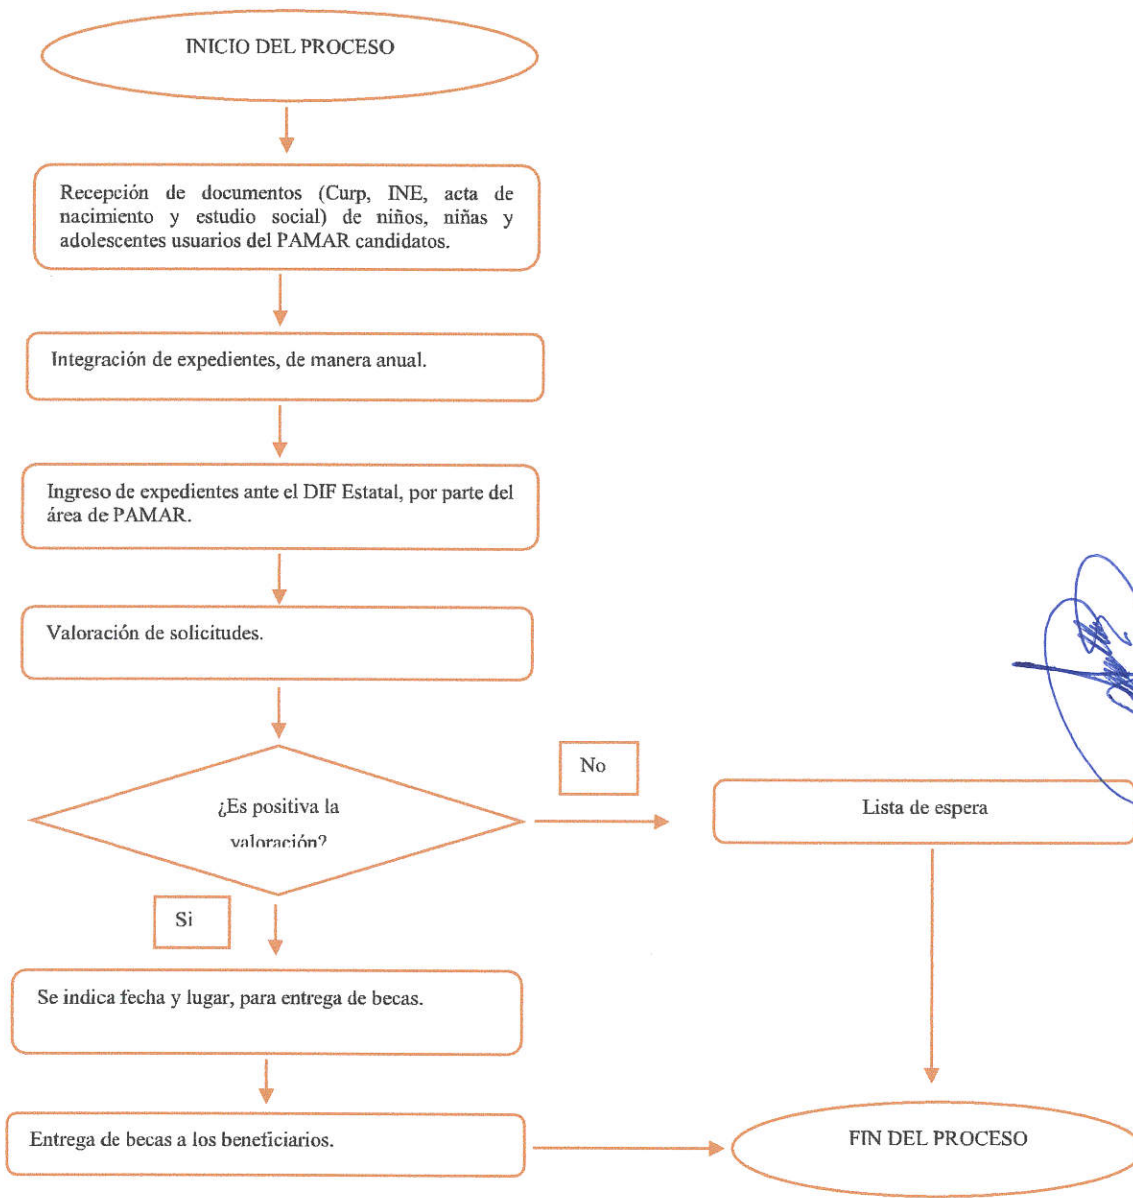 INICIO DEL PROCESO
Recepción de documentos (Curp, INE, acta de
nacimiento y estudio social) de niños, niñas y
adolescentes usuarios del PAMAR candidatos.
Integración de expedientes, de manera anual.
Ingreso de expedientes ante el DIF Estatal, por parte del
área de PAMAR.
Valoración de solicitudes.
¿Es positiva la
valoración?
No
Lista de espera
Si
Se indica fecha y lugar, para entrega de becas.
Entrega de becas a los beneficiarios.
FIN DEL PROCESO